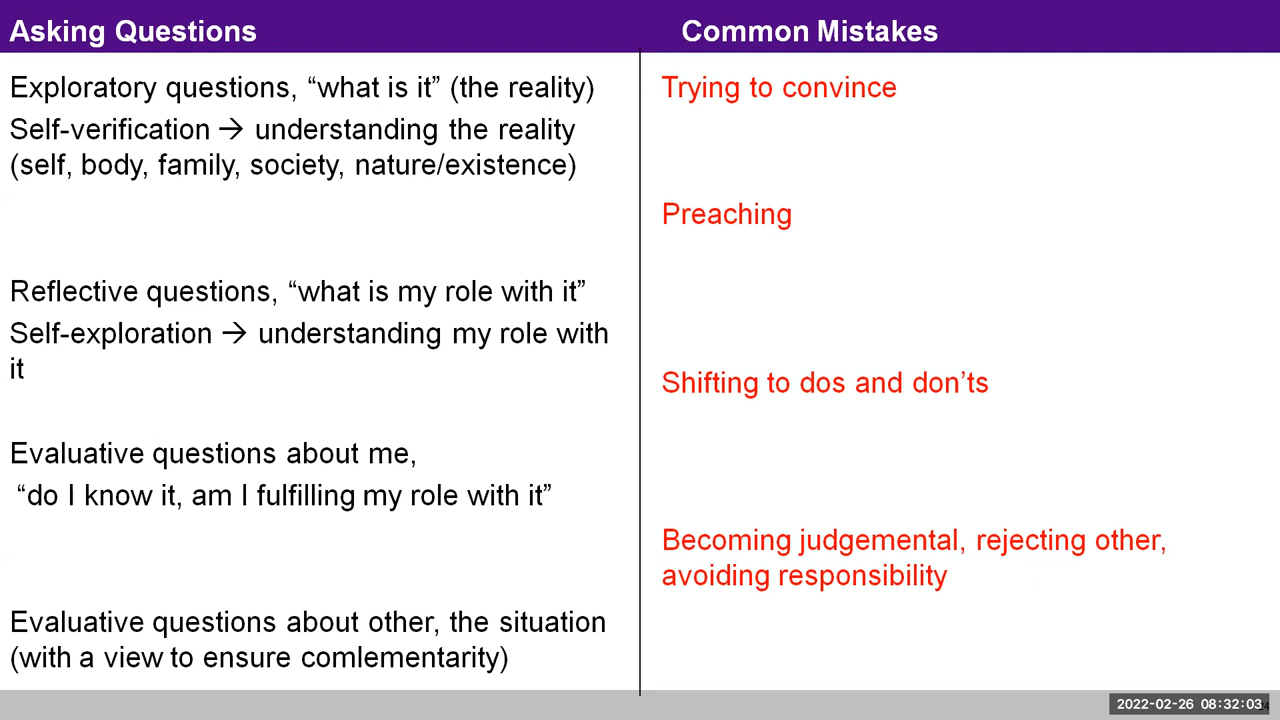 Asking Questions
Common Mistakes
Exploratory questions, “what is it” (the reality)
Self-verification → understanding the reality
(self, body, family, society, nature/existence)
Reflective questions, “what is my role with it”
Self-exploration → understanding my role with
it
Evaluative questions about me,
“do I know it, am I fulfilling my role with it”
Evaluative questions about other, the situation
(with a view to ensure comlementarity)
Trying to convince
Preaching
Shifting to dos and don’ts
Becoming judgemental, rejecting other,
avoiding responsibility
2022-02-26 08:32:03